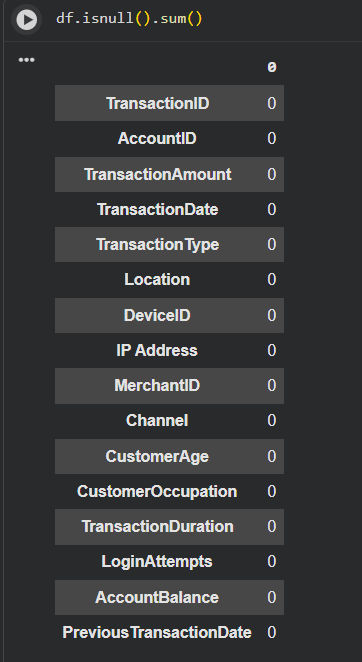 df.isnull().sum()
0
TransactionID 0
AccountID 0
TransactionAmount 0
TransactionDate 0
TransactionType 0
Location 0
DeviceID 0
IP Address 0
MerchantID 0
Channel 0
CustomerAge 0
CustomerOccupation 0
TransactionDuration 0
LoginAttempts 0
AccountBalance 0
PreviousTransactionDate 0